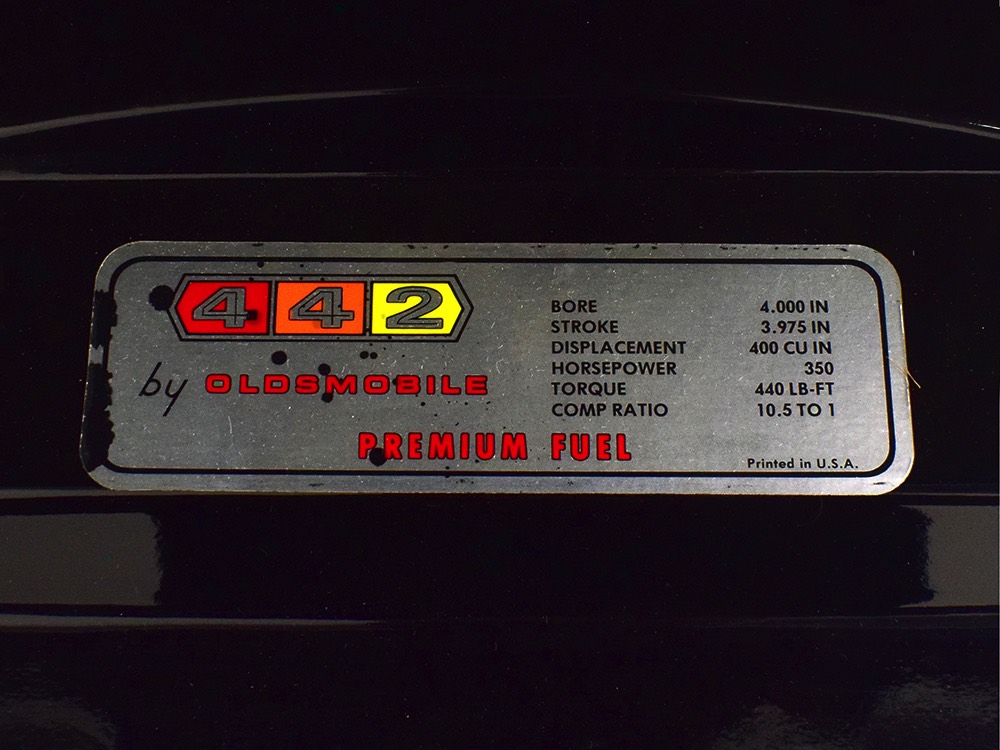 442
by OLDSMOBILE
PREMIUM FUEL
BORE 4.000 IN
STROKE 3.975 IN
DISPLACEMENT 400 CU IN
HORSEPOWER 350
TORQUE 440 LB-FT
COMP RATIO 10.5 TO 1
Printed in U.S.A.